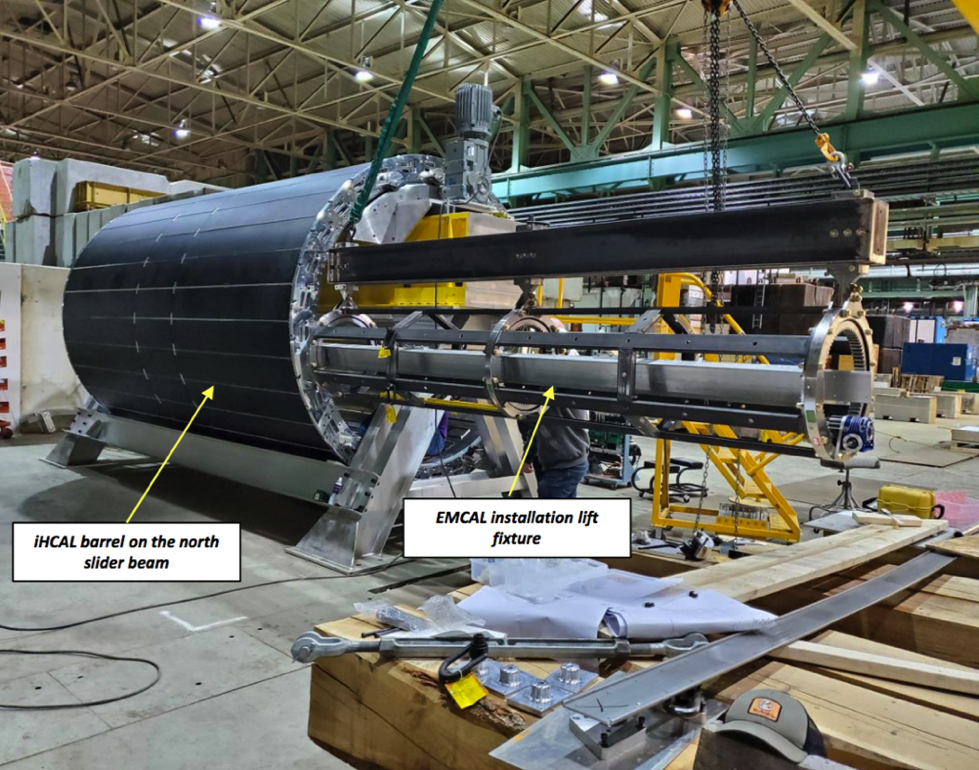 iHCAL barrel on the north
slider beam
EMCAL installation lift
fixture